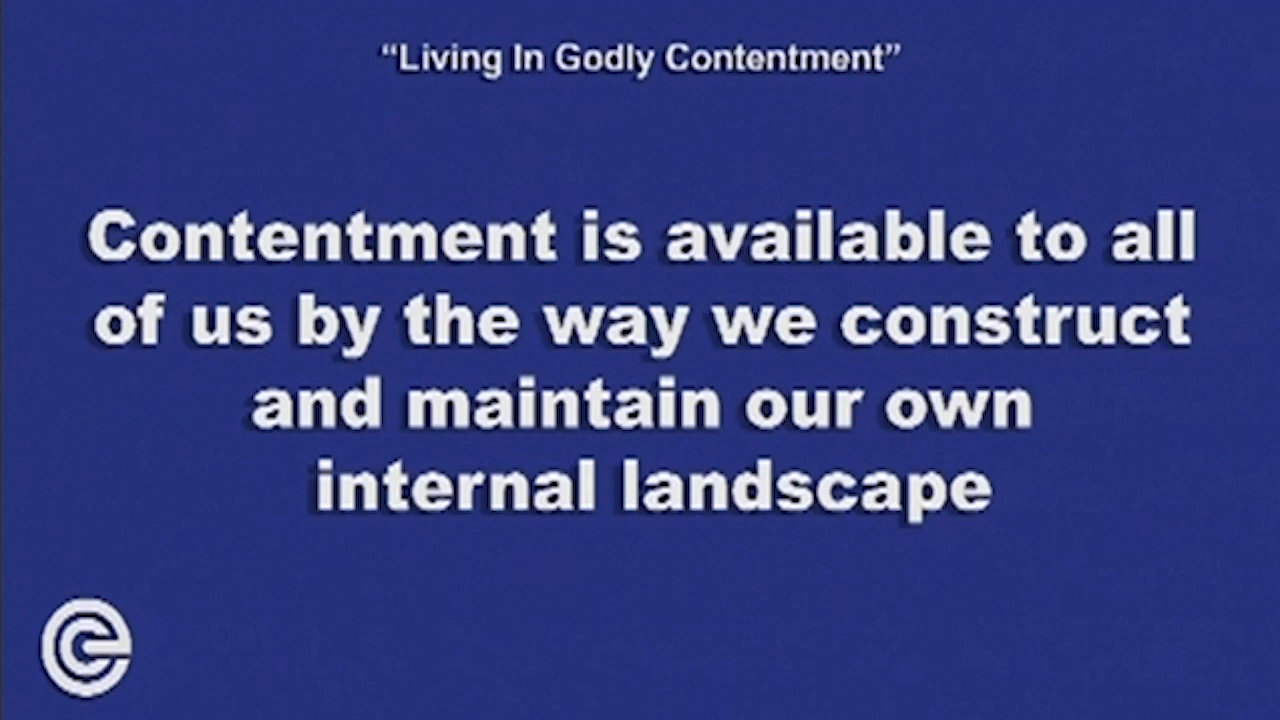 “Living In Godly Contentment”
Contentment is available to all
of us by the way we construct
and maintain our own
internal landscape